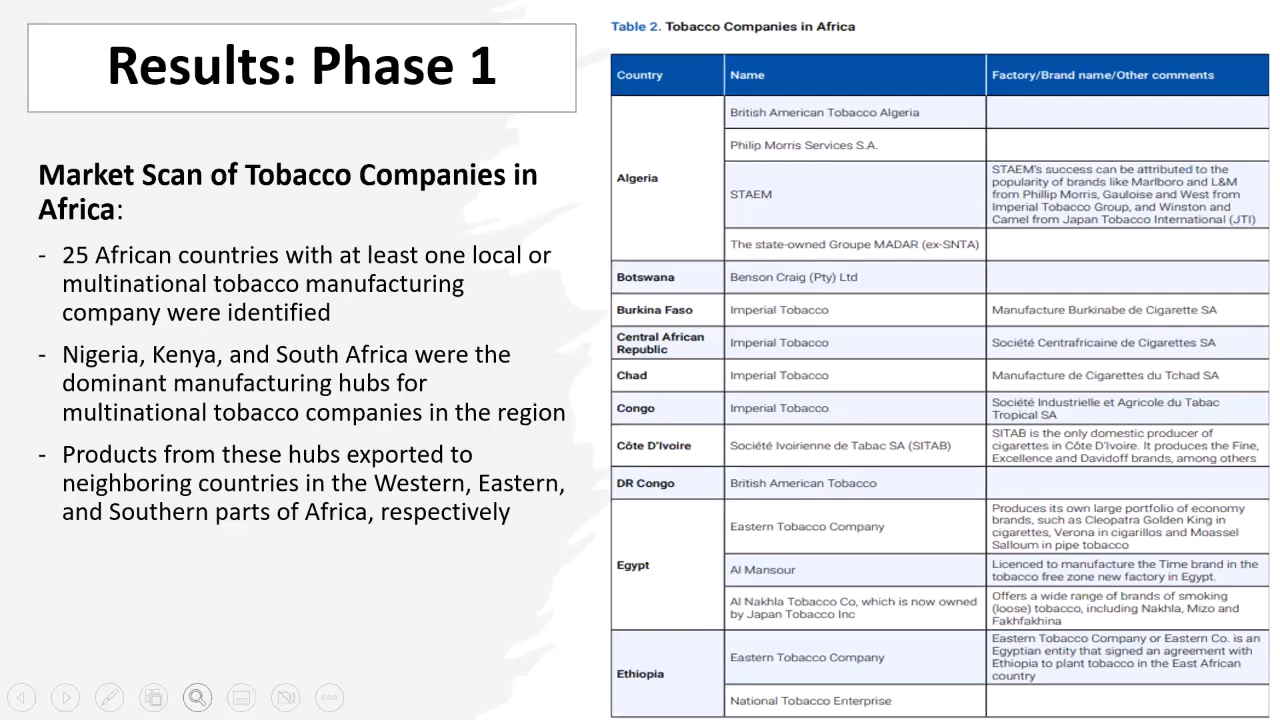 Results: Phase 1
Market Scan of Tobacco Companies in
Africa:
- 25 African countries with at least one local or
multinational tobacco manufacturing
company were identified
- Nigeria, Kenya, and South Africa were the
dominant manufacturing hubs for
multinational tobacco companies in the region
- Products from these hubs exported to
neighboring countries in the Western, Eastern,
and Southern parts of Africa, respectively
Table 2. Tobacco Companies in Africa
Country Name Factory/Brand name/Other comments
Algeria
British American Tobacco Algeria
Philip Morris Services S.A.
STAEM
STAEM's success can be attributed to the
popularity of brands like Marlboro and L&M
from Phillip Morris, Gauloise and West from
Imperial Tobacco Group, and Winston and
Camel from Japan Tobacco International (JTI)
The state-owned Groupe MADAR (ex-SNTA)
Botswana Benson Craig (Pty) Ltd
Burkina Faso Imperial Tobacco Manufacture Burkinabe de Cigarette SA
Central African
Republic
Imperial Tobacco Société Centrafricaine de Cigarettes SA
Chad Imperial Tobacco Manufacture de Cigarettes du Tchad SA
Congo Imperial Tobacco
Société Industrielle et Agricole du Tabac
Tropical SA
Côte D'Ivoire Société Ivoirienne de Tabac SA (SITAB)
SITAB is the only domestic producer of
cigarettes in Côte D'Ivoire. It produces the Fine,
Excellence and Davidoff brands, among others
DR Congo British American Tobacco
Egypt
Eastern Tobacco Company
Produces its own large portfolio of economy
brands, such as Cleopatra Golden King in
cigarettes, Verona in cigarillos and Moassel
Salloum in pipe tobacco
Al Mansour
Licenced to manufacture the Time brand in the
tobacco free zone new factory in Egypt.
Al Nakhla Tobacco Co, which is now owned
by Japan Tobacco Inc
Offers a wide range of brands of smoking
(loose) tobacco, including Nakhla, Mizo and
Fakhfakhina
Ethiopia
Eastern Tobacco Company
Eastern Tobacco Company or Eastern Co. is an
Egyptian entity that signed an agreement with
Ethiopia to plant tobacco in the East African
country
National Tobacco Enterprise